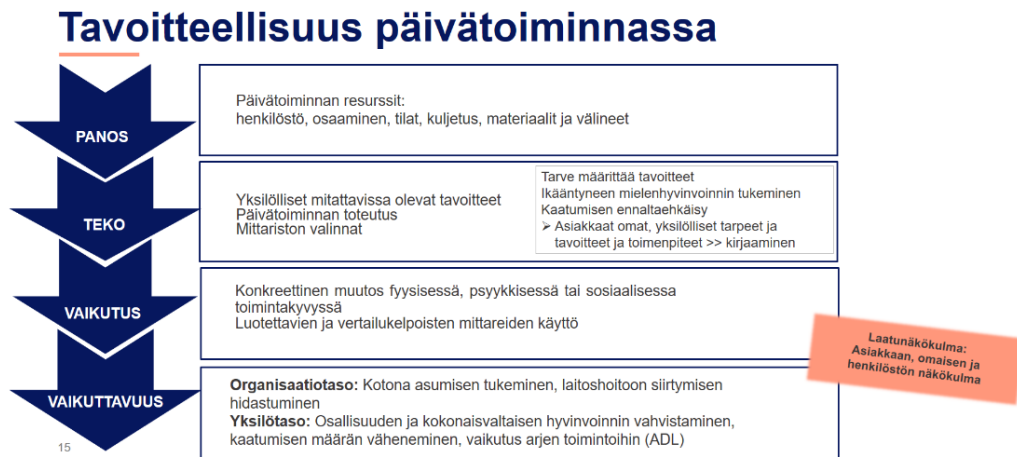 Tavoitteellisuus päivätoiminnassa
PANOS
Päivätoiminnan resurssit:
henkilöstö, osaaminen, tilat, kuljetus, materiaalit ja välineet
TEKO
Yksilölliset mitattavissa olevat tavoitteet
Päivätoiminnan toteutus
Mittariston valinnat
Tarve määrittää tavoitteet
Ikääntyneen mielenhyvinvoinnin tukeminen
Kaatumisen ennaltaehkäisy
➢ Asiakkaat omat, yksilölliset tarpeet ja
tavoitteet ja toimenpiteet >> kirjaaminen
VAIKUTUS
Konkreettinen muutos fyysisessä, psyykkisessä tai sosiaalisessa
toimintakyvyssä
Luotettavien ja vertailukelpoisten mittareiden käyttö
Laatunäkökulma:
Asiakkaan, omaisen ja
henkilöstön näkökulma
VAIKUTTAVUUS
Organisaatiotaso: Kotona asumisen tukeminen, laitoshoitoon siirtymisen
hidastuminen
Yksilötaso: Osallisuuden ja kokonaisvaltaisen hyvinvoinnin vahvistaminen,
kaatumisen määrän väheneminen, vaikutus arjen toimintoihin (ADL)
15